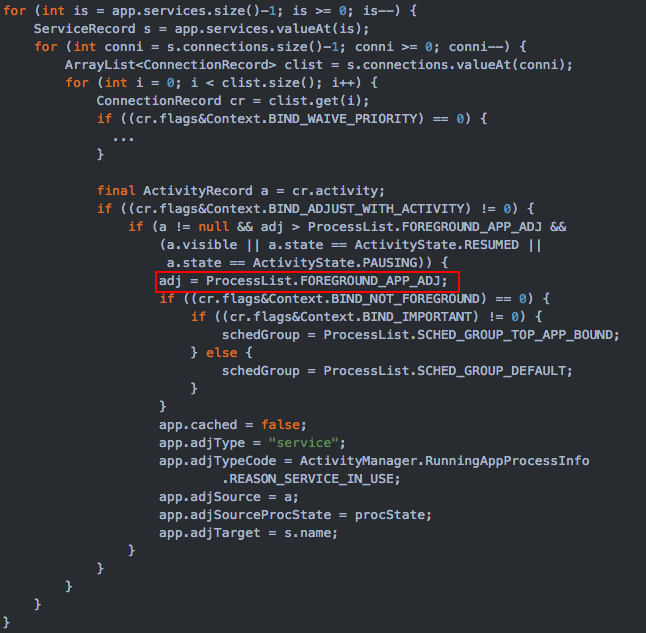 for (int is = app.services.size()-1; is >= 0; is--) {
    ServiceRecord s = app.services.valueAt(is);
    for (int conni = s.connections.size()-1; conni >= 0; conni--) {
        ArrayList<ConnectionRecord> clist = s.connections.valueAt(conni);
        for (int i = 0; i < clist.size(); i++) {
            ConnectionRecord cr = clist.get(i);
            if ((cr.flags&Context.BIND_WAIVE_PRIORITY) == 0) {
              ...
            }

            final ActivityRecord a = cr.activity;
            if ((cr.flags&Context.BIND_ADJUST_WITH_ACTIVITY) != 0) {
                if (a != null && adj > ProcessList.FOREGROUND_APP_ADJ &&
                    (a.visible || a.state == ActivityState.RESUMED ||
                     a.state == ActivityState.PAUSING)) {
                    adj = ProcessList.FOREGROUND_APP_ADJ;
                    if ((cr.flags&Context.BIND_NOT_FOREGROUND) == 0) {
                        if ((cr.flags&Context.BIND_IMPORTANT) != 0) {
                            schedGroup = ProcessList.SCHED_GROUP_TOP_APP_BOUND;
                        } else {
                            schedGroup = ProcessList.SCHED_GROUP_DEFAULT;
                        }
                    }
                    app.cached = false;
                    app.adjType = "service";
                    app.adjTypeCode = ActivityManager.RunningAppProcessInfo
                            .REASON_SERVICE_IN_USE;
                    app.adjSource = a;
                    app.adjSourceProcState = procState;
                    app.adjTarget = s.name;
                }
            }
        }
    }
}